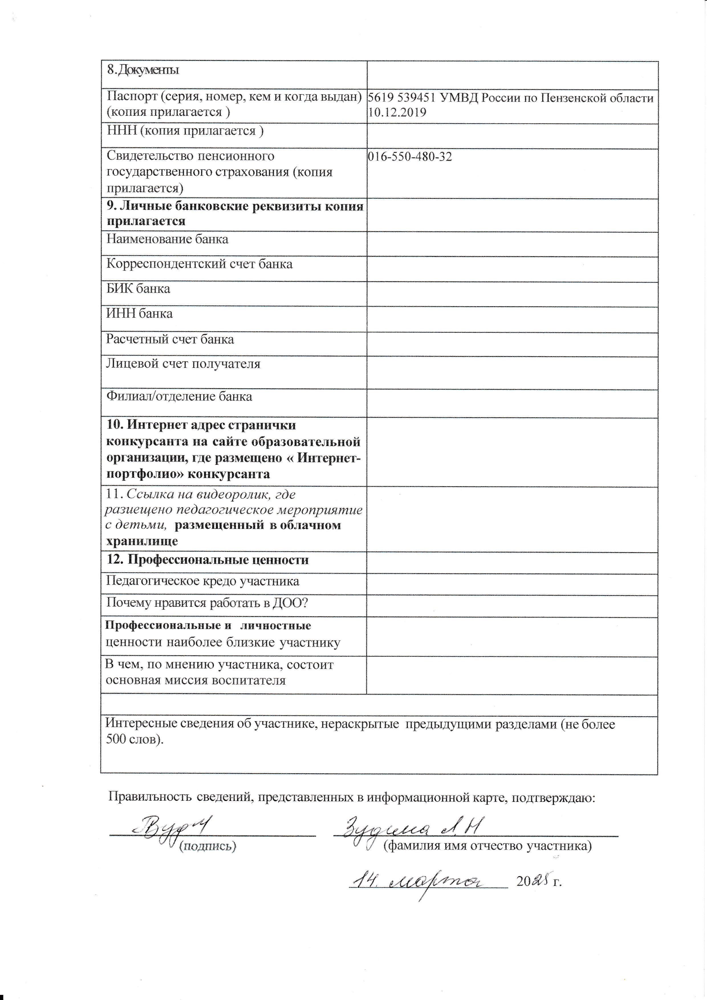 8.Документы
Паспорт (серия, номер, кем и когда выдан)
(копия прилагается )
5619 539451 УМВД России по Пензенской области
10.12.2019
ННН (копия прилагается )
Свидетельство пенсионного
государственного страхования (копия
прилагается)
016-550-480-32
9. Личные банковские реквизиты копия
прилагается
Наименование банка
Корреспондентский счет банка
БИК банка
ИНН банка
Расчетный счет банка
Лицевой счет получателя
Филиал/отделение банка
10. Интернет адрес странички
конкурсанта на сайте образовательной
организации, где размещено « Интернет-
портфолио» конкурсанта
11. Ссылка на видеоролик, где
разиещено педагогическое мероприятие
с детьми, размещенный в облачном
хранилище
12. Профессиональные ценности
Педагогическое кредо участника
Почему нравится работать в ДОО?
Профессиональные и личностные
ценности наиболее близкие участнику
В чем, по мнению участника, состоит
основная миссия воспитателя
Интересные сведения об участнике, нераскрытые предыдущими разделами (не более
500 слов).
Правильность сведений, представленных в информационной карте, подтверждаю:
Зудина Л.Н
(подпись) (фамилия имя отчество участника)
14. марта 2025 г.